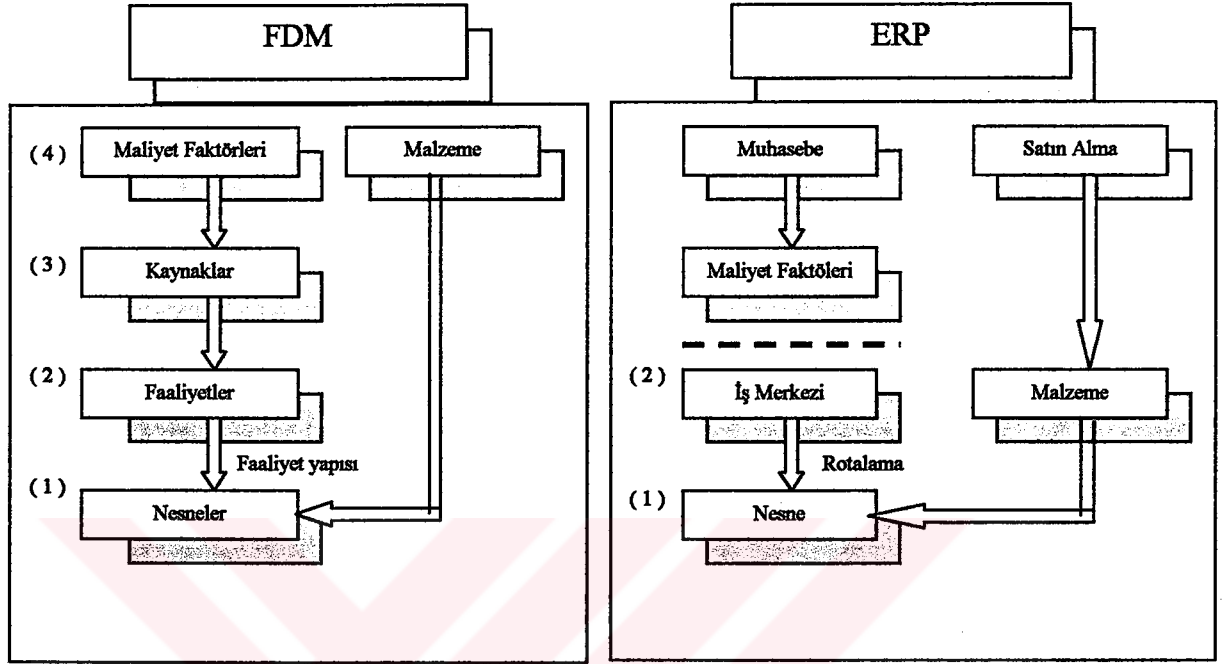 FDM
(4)
Maliyet Faktörleri
Malzeme
(3)
Kaynaklar
(2)
Faaliyetler
Faaliyet yapısı
(1)
Nesneler
ERP
Muhasebe
Satın Alma
Maliyet Faktöleri
(2)
İş Merkezi
Malzeme
Rotalama
(1)
Nesne